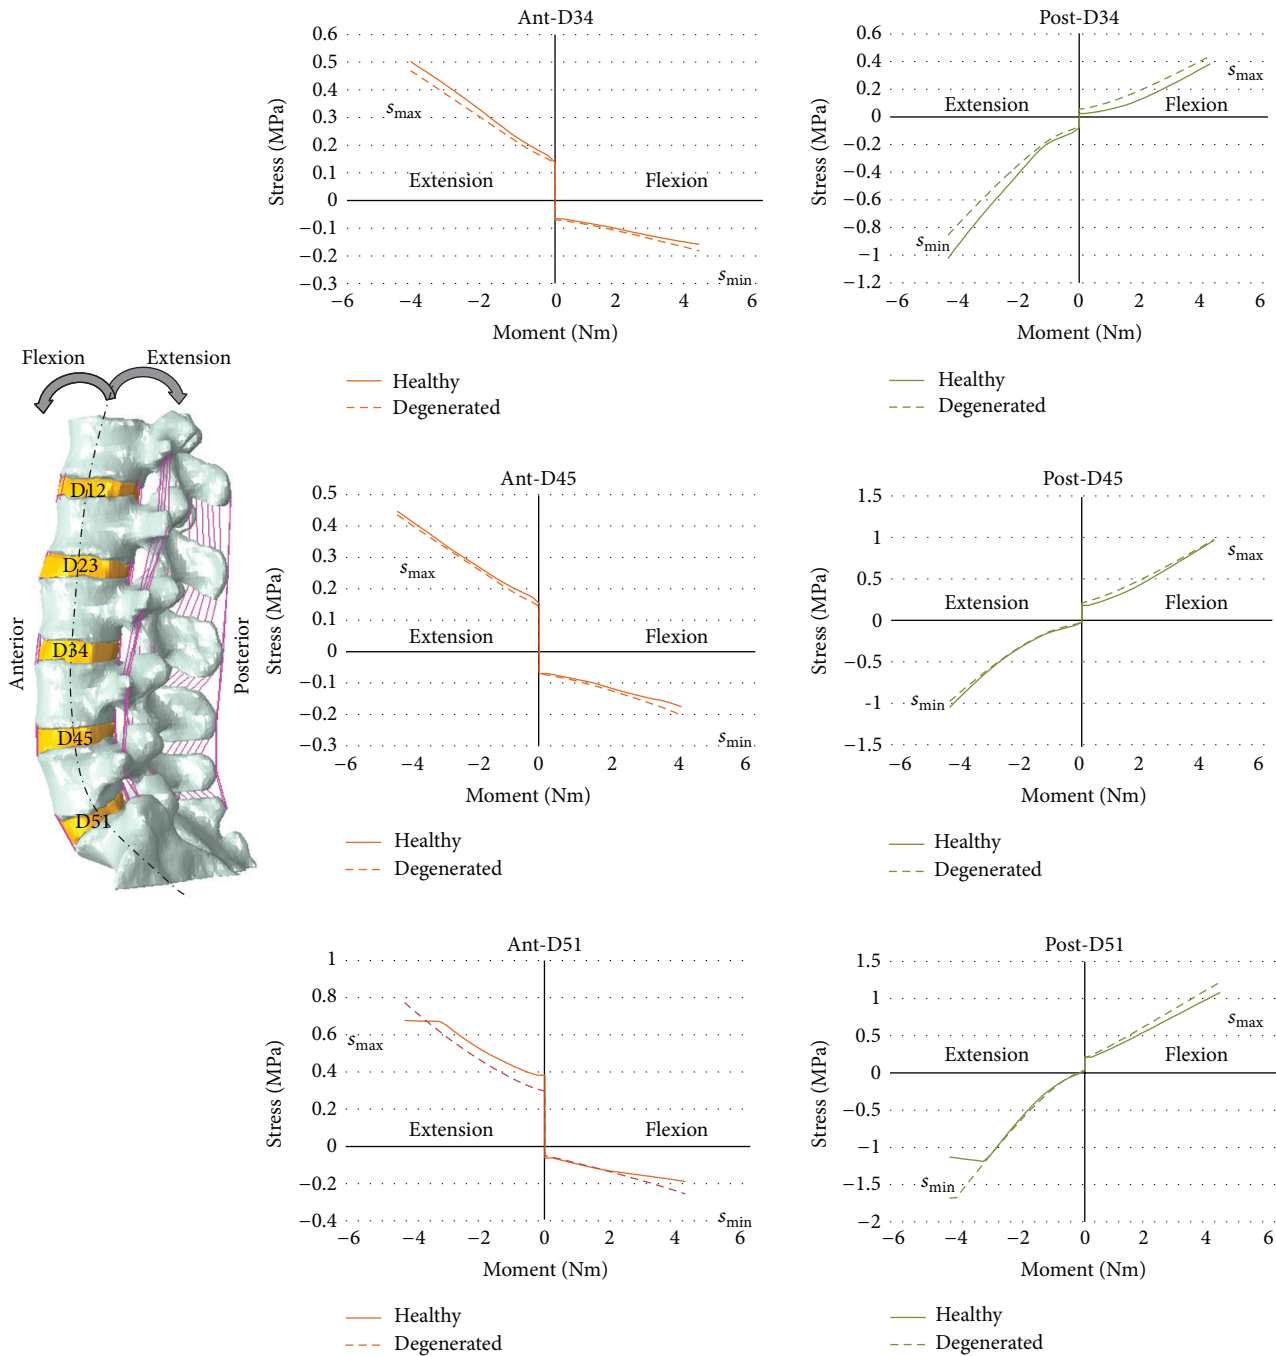 Flexion
Extension
Anterior
Posterior
D12
D23
D34
D45
D51
Ant-D34
Stress (MPa)
0.6
0.5
0.4
0.3
0.2
0.1
0
−0.1
−0.2
−0.3
smax
Extension
Flexion
smin
−6 −4 −2 0 2 4 6
Moment (Nm)
Healthy
Degenerated
Post-D34
Stress (MPa)
0.6
0.4
0.2
0
−0.2
−0.4
−0.6
−0.8
−1
−1.2
smax
Extension
Flexion
smin
−6 −4 −2 0 2 4 6
Moment (Nm)
Healthy
Degenerated
Ant-D45
Stress (MPa)
0.5
0.4
0.3
0.2
0.1
0
−0.1
−0.2
−0.3
smax
Extension
Flexion
smin
−6 −4 −2 0 2 4 6
Moment (Nm)
Healthy
Degenerated
Post-D45
Stress (MPa)
1.5
1
0.5
0
−0.5
-1
−1.5
smax
Extension
Flexion
smin
−6 −4 −2 0 2 4 6
Moment (Nm)
Healthy
Degenerated
Ant-D51
Stress (MPa)
1
0.8
0.6
0.4
0.2
0
−0.2
−0.4
smax
Extension
Flexion
smin
−6 −4 −2 0 2 4 6
Moment (Nm)
Healthy
Degenerated
Post-D51
Stress (MPa)
1.5
1
0.5
0
−0.5
−1
−1.5
−2
smax
Extension
Flexion
smin
−6 −4 −2 0 2 4 6
Moment (Nm)
Healthy
Degenerated